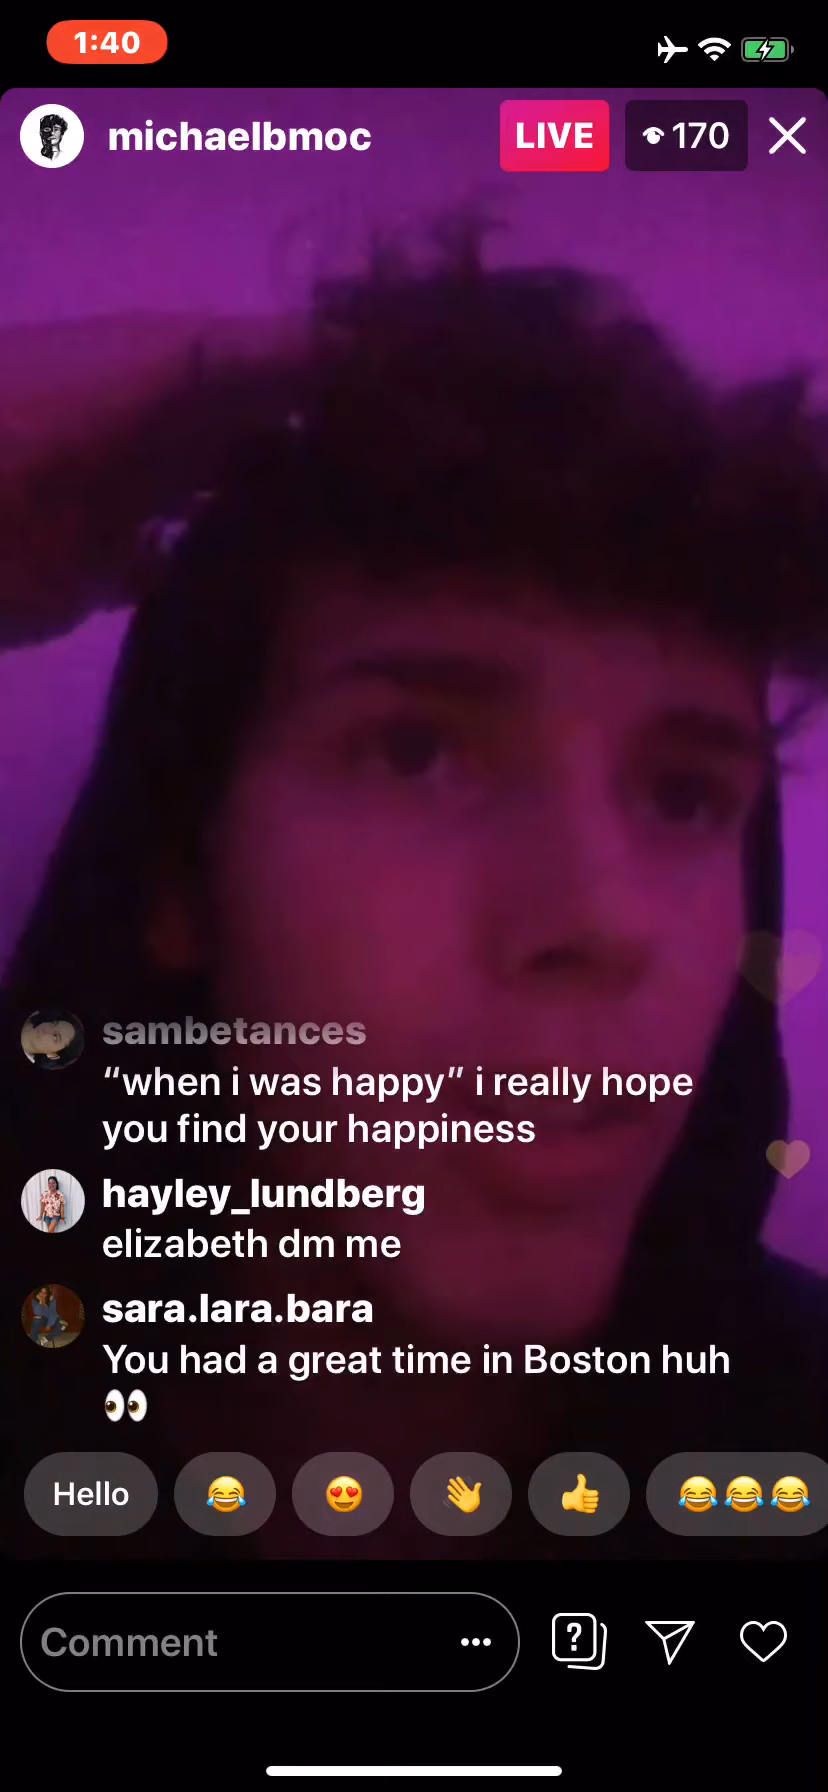 1:40
michaelbmoc
LIVE
170
sambetances
“when i was happy” i really hope
you find your happiness
hayley_lundberg
elizabeth dm me
sara.lara.bara
You had a great time in Boston huh
👀
Hello 😂 😍 👋 👍 😂😂😂
Comment
?